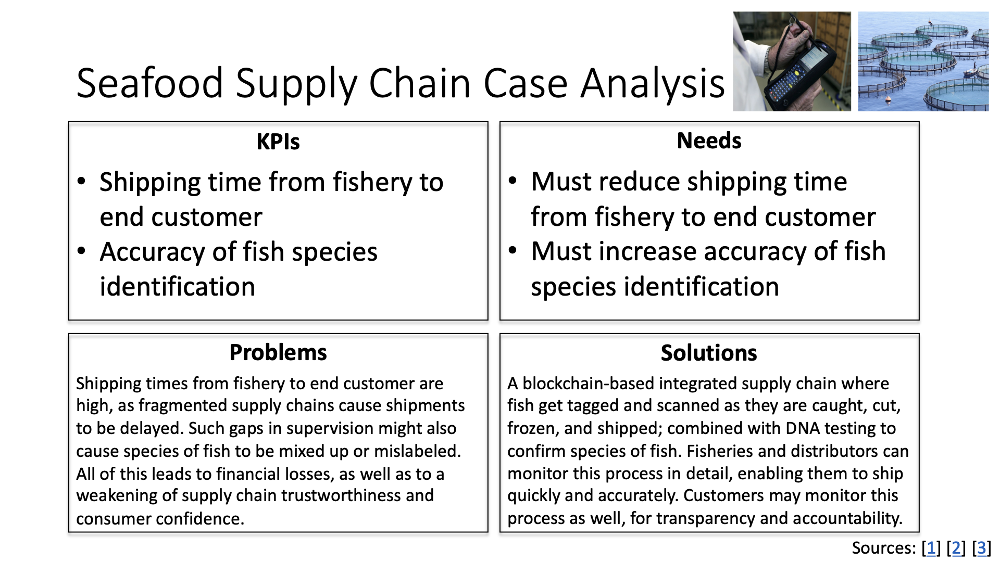 Seafood Supply Chain Case Analysis
KPIs
• Shipping time from fishery to
end customer
• Accuracy of fish species
identification
Needs
• Must reduce shipping time
from fishery to end customer
• Must increase accuracy of fish
species identification
Problems
Shipping times from fishery to end customer are
high, as fragmented supply chains cause shipments
to be delayed. Such gaps in supervision might also
cause species of fish to be mixed up or mislabeled.
All of this leads to financial losses, as well as to a
weakening of supply chain trustworthiness and
consumer confidence.
Solutions
A blockchain-based integrated supply chain where
fish get tagged and scanned as they are caught, cut,
frozen, and shipped; combined with DNA testing to
confirm species of fish. Fisheries and distributors can
monitor this process in detail, enabling them to ship
quickly and accurately. Customers may monitor this
process as well, for transparency and accountability.
Sources: [1] [2] [3]